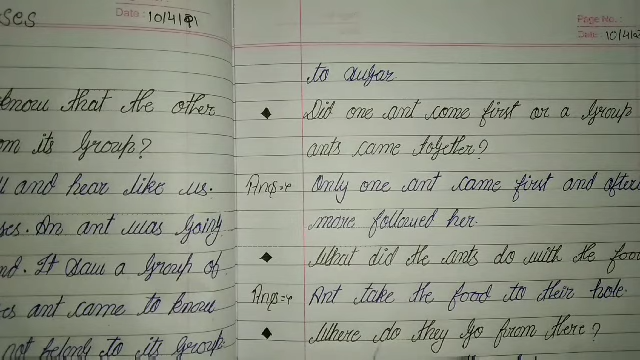 ses
Date: 10/4/21
know that the other
om its group?
and hear like us.
ses. An ant was going
nd. It saw a group of
ant came to know
not belong to its group
Page No.:
Date: 10/4/2
to sugar
◆ Did one ant come first or a group
ants came together?
Ans=> Only one ant came first and after
more followed her.
◆ What did the ants do with the food
Ans=> Ant take the food to their hole.
◆ Where do they go from there?